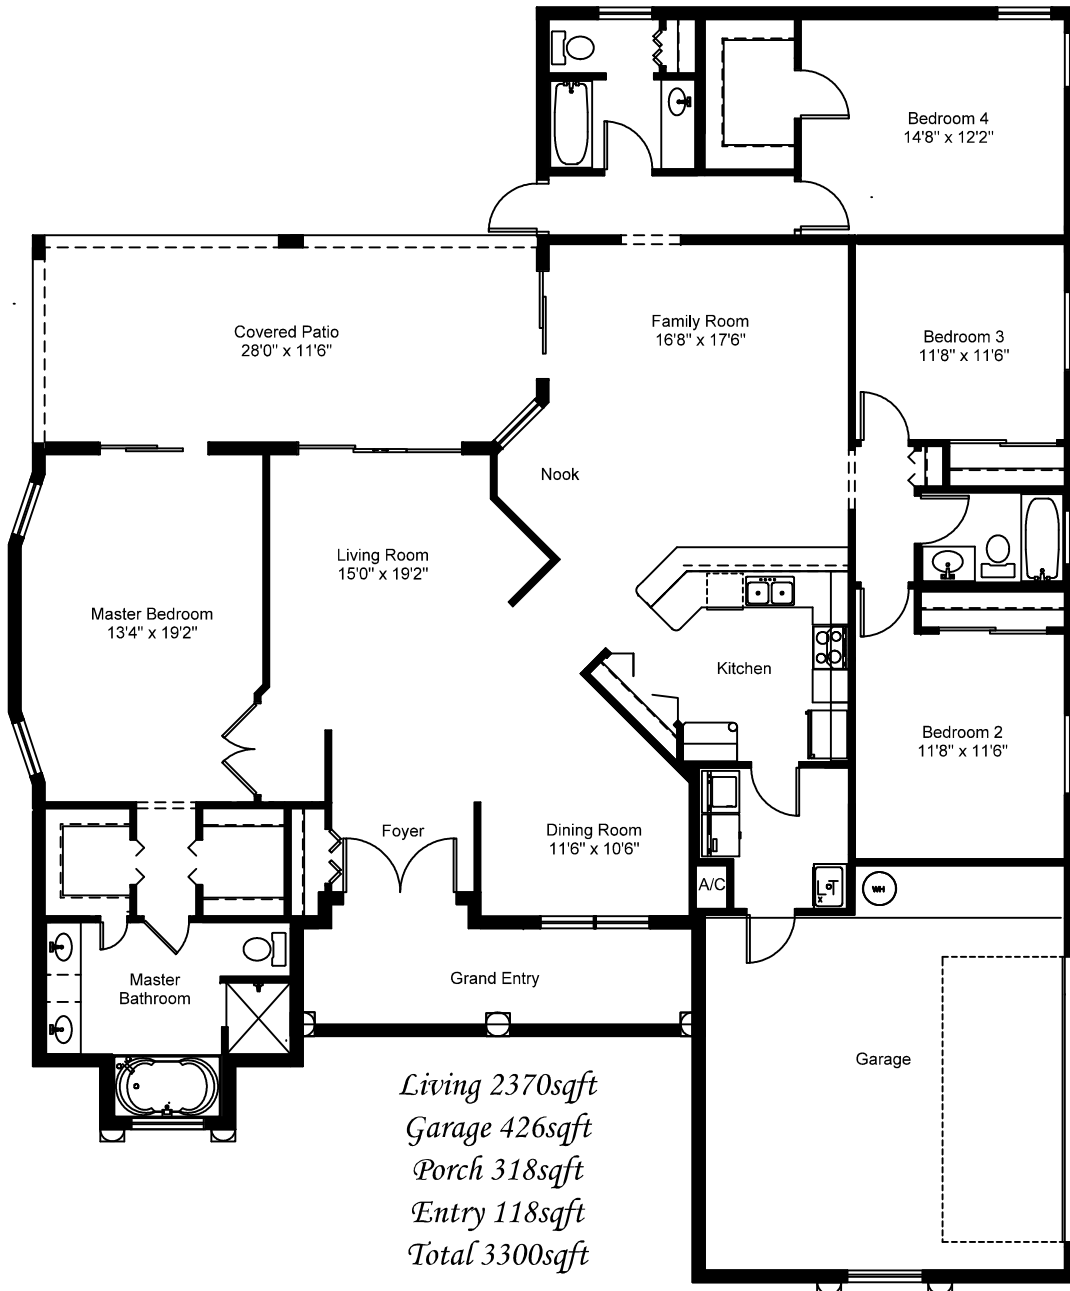 Bedroom 4
14'8" x 12'2"
Covered Patio
28'0" x 11'6"
Family Room
16'8" x 17'6"
Bedroom 3
11'8" x 11'6"
Nook
Living Room
15'0" x 19'2"
Master Bedroom
13'4" x 19'2"
Kitchen
Bedroom 2
11'8" x 11'6"
Foyer
Dining Room
11'6" x 10'6"
A/C
WH
Master
Bathroom
Grand Entry
Garage
Living 2370sqft
Garage 426sqft
Porch 318sqft
Entry 118sqft
Total 3300sqft